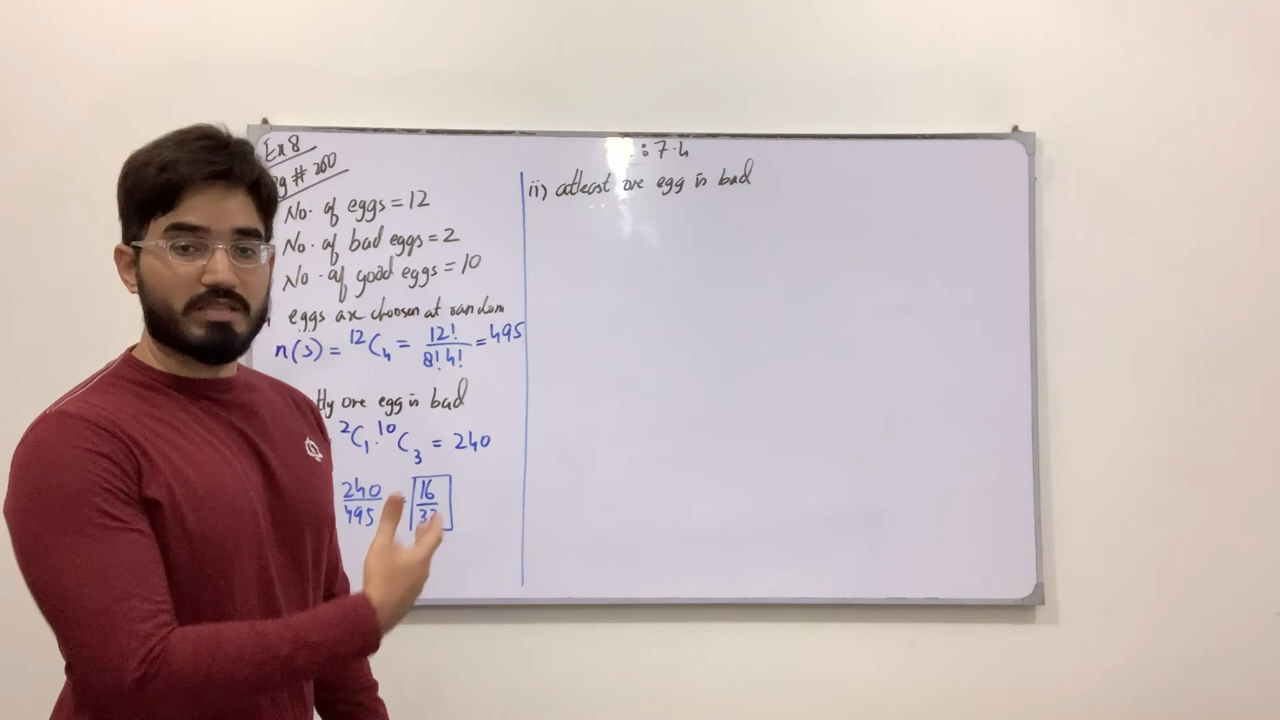 Ex 8
# 260
No. of eggs = 12
No. of bad eggs = 2
No. of good eggs = 10
eggs are choosen at random
n(s) = ¹²C₄ = 12!/8!4! = 495
one egg is bad
²C₁.¹⁰C₃ = 240
240/495 = 16/33
: 7.4
ii) atleast one egg is bad